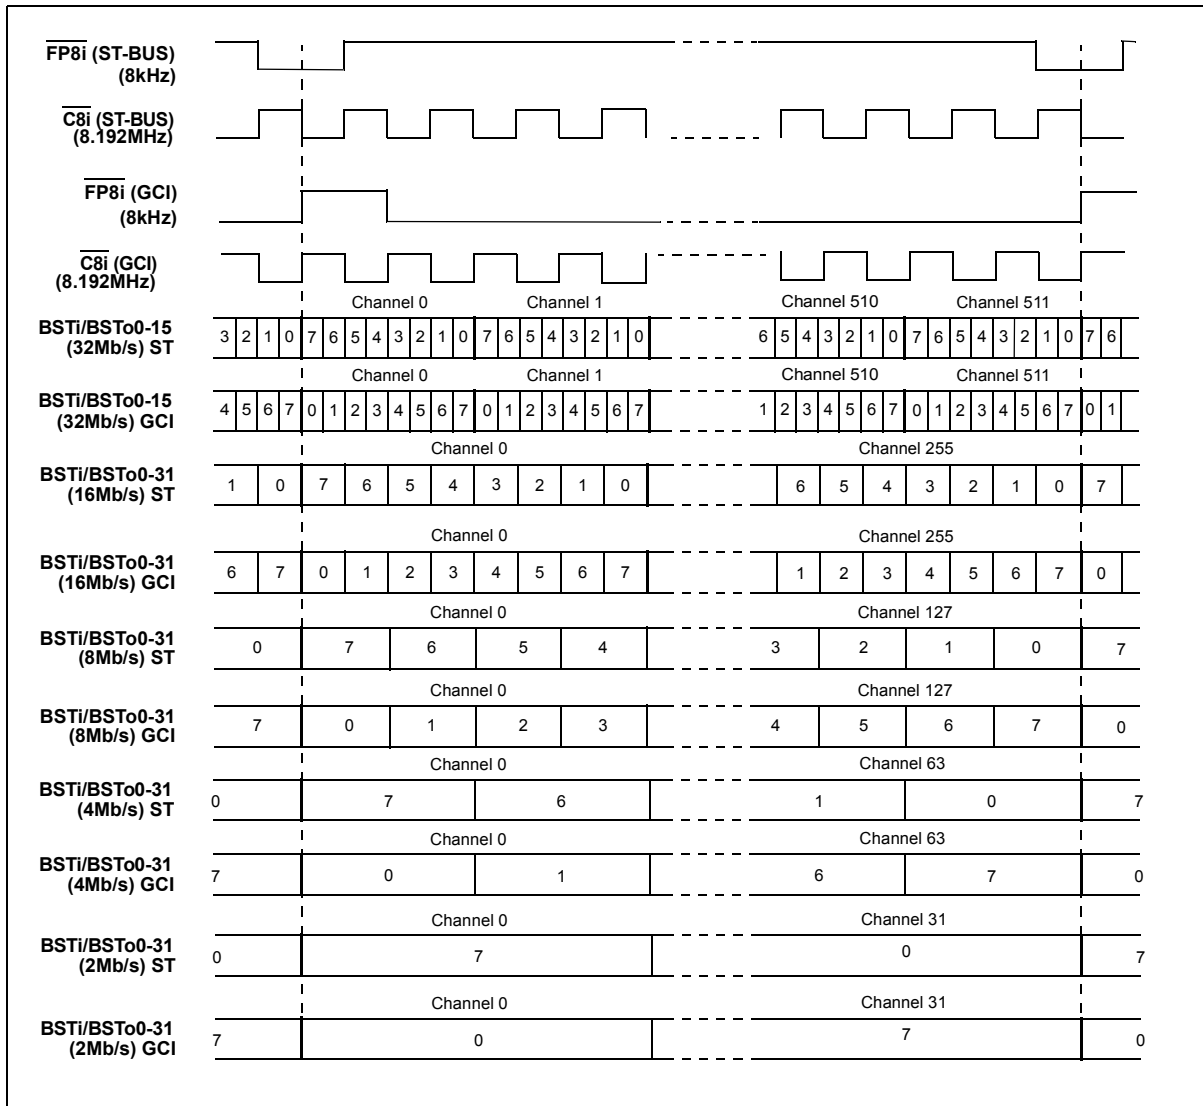 FP8i (ST-BUS)
(8kHz)
C8i (ST-BUS)
(8.192MHz)
FP8i (GCI)
(8kHz)
C8i (GCI)
(8.192MHz)
Channel 0 Channel 1 Channel 510 Channel 511
BSTi/BSTo0-15
(32Mb/s) ST
3 2 1 0 7 6 5 4 3 2 1 0 7 6 5 4 3 2 1 0 6 5 4 3 2 1 0 7 6 5 4 3 2 1 0 7 6
Channel 0 Channel 1 Channel 510 Channel 511
BSTi/BSTo0-15
(32Mb/s) GCI
4 5 6 7 0 1 2 3 4 5 6 7 0 1 2 3 4 5 6 7 1 2 3 4 5 6 7 0 1 2 3 4 5 6 7 0 1
Channel 0 Channel 255
BSTi/BSTo0-31
(16Mb/s) ST
1 0 7 6 5 4 3 2 1 0 6 5 4 3 2 1 0 7
Channel 0 Channel 255
BSTi/BSTo0-31
(16Mb/s) GCI
6 7 0 1 2 3 4 5 6 7 1 2 3 4 5 6 7 0
Channel 0 Channel 127
BSTi/BSTo0-31
(8Mb/s) ST
0 7 6 5 4 3 2 1 0 7
Channel 0 Channel 127
BSTi/BSTo0-31
(8Mb/s) GCI
7 0 1 2 3 4 5 6 7 0
Channel 0 Channel 63
BSTi/BSTo0-31
(4Mb/s) ST
0 7 6 1 0 7
Channel 0 Channel 63
BSTi/BSTo0-31
(4Mb/s) GCI
7 0 1 6 7 0
Channel 0 Channel 31
BSTi/BSTo0-31
(2Mb/s) ST
0 7 0 7
Channel 0 Channel 31
BSTi/BSTo0-31
(2Mb/s) GCI
7 0 7 0